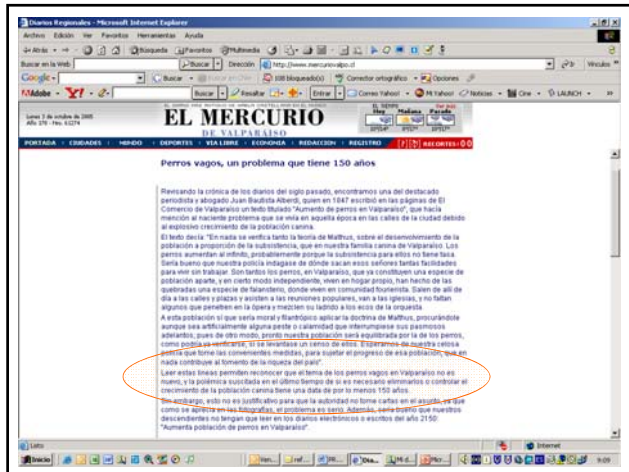 Diarios Regionales - Microsoft Internet Explorer
Archivo Edición Ver Favoritos Herramientas Ayuda
Atrás Búsqueda Favoritos Multimedia
Buscar en la Web Buscar Dirección http://www.mercuriovalpo.cl Ir Vínculos
Google Buscar 108 bloqueado(s) Corrector ortográfico Opciones
Adobe Y! Buscar Resaltar Entrar Correo Yahoo! Mi Yahoo! Noticias Cine LAUNCH
Lunes 3 de octubre de 2005
EL MERCURIO
DE VALPARAÍSO
EL TIEMPO
Hoy Mañana Pasado
PORTADA CIUDADES MUNDO DEPORTES VIA LIBRE ECONOMIA REDACCION REGISTRO RECORTES:00
Perros vagos, un problema que tiene 150 años
Revisando la crónica de los diarios del siglo pasado, encontramos una del destacado
periodista y abogado Juan Bautista Alberdi, quien en 1847 escribió en las páginas de El
Comercio de Valparaíso un texto titulado "Aumento de perros en Valparaíso", que hacía
mención al naciente problema que se vivía en aquella época en las calles de la ciudad debido
al explosivo crecimiento de la población canina.
El texto decía: "En nada se verifica tanto la teoría de Malthus, sobre el desenvolvimiento de la
población a proporción de la subsistencia, que en nuestra familia canina de Valparaíso. Los
perros aumentan al infinito, probablemente porque la subsistencia para ellos no tiene tasa.
Sería bueno que nuestra policía indagase de dónde sacan esos señores tantas facilidades
para vivir sin trabajar. Son tantos los perros, en Valparaíso, que ya constituyen una especie de
población aparte, y en cierto modo independiente, viven en hogar propio, han hecho de las
quebradas una especie de falansterio, donde viven en comunidad fourierista. Salen de allí de
día a las calles y plazas y asisten a las reuniones populares, van a las iglesias, y no faltan
algunos que penetren en la ópera y mezclen su ladrido a los ecos de la orquesta.
A esta población sí que sería moral y filantrópico aplicar la doctrina de Malthus, procurándole
aunque sea artificialmente alguna peste o calamidad que interrumpiese sus pasmosos
adelantos, pues de otro modo, pronto nuestra población será equilibrada por la de los perros,
como podría ya verificarse, si se levantase un censo de ellos. Esperamos de nuestra celosa
policía que tome las convenientes medidas, para sujetar el progreso de esa población, que en
nada contribuye al fomento de la riqueza del país".
Leer estas líneas permiten reconocer que el tema de los perros vagos en Valparaíso no es
nuevo, y la polémica suscitada en el último tiempo de si es necesario eliminarlos o controlar el
crecimiento de la población canina tiene una data de por lo menos 150 años.
Sin embargo, esto no es justificativo para que la autoridad no tome cartas en el asunto, ya que
como se aprecia en las fotografías, el problema es serio. Además, sería bueno que nuestros
descendientes no tengan que leer en los diarios electrónicos o escritos del año 2150:
"Aumenta población de perros en Valparaíso".
Listo Internet
Inicio 9:09